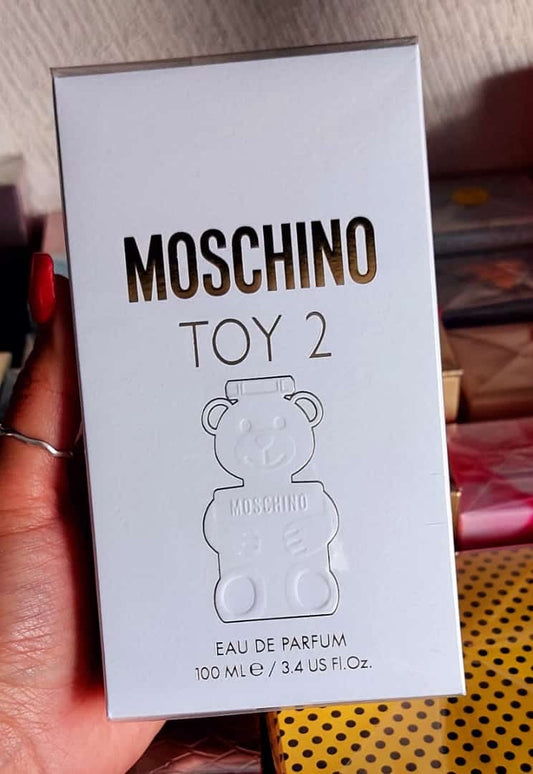 MOSCHINO
TOY 2
MOSCHINO
EAU DE PARFUM
100 ML ℮ / 3.4 US Fl.Oz.